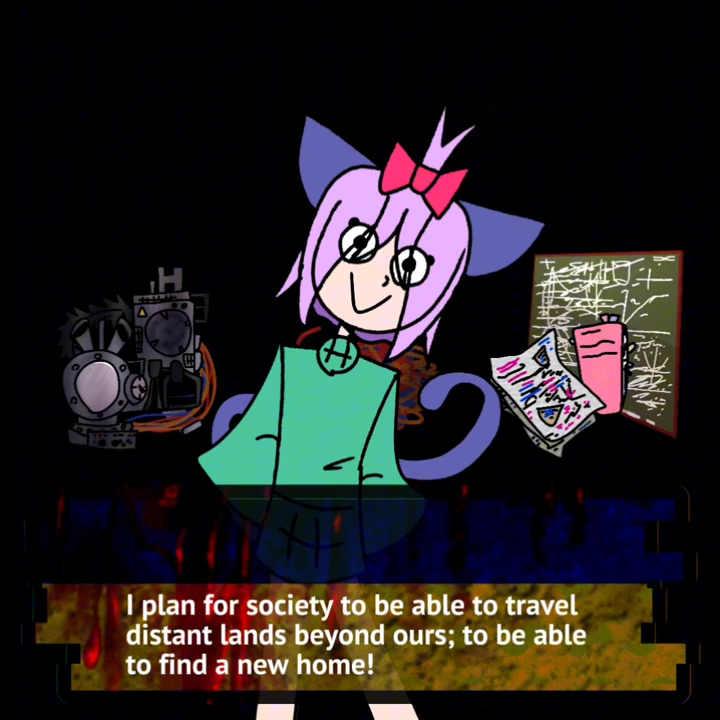 I plan for society to be able to travel
distant lands beyond ours; to be able
to find a new home!